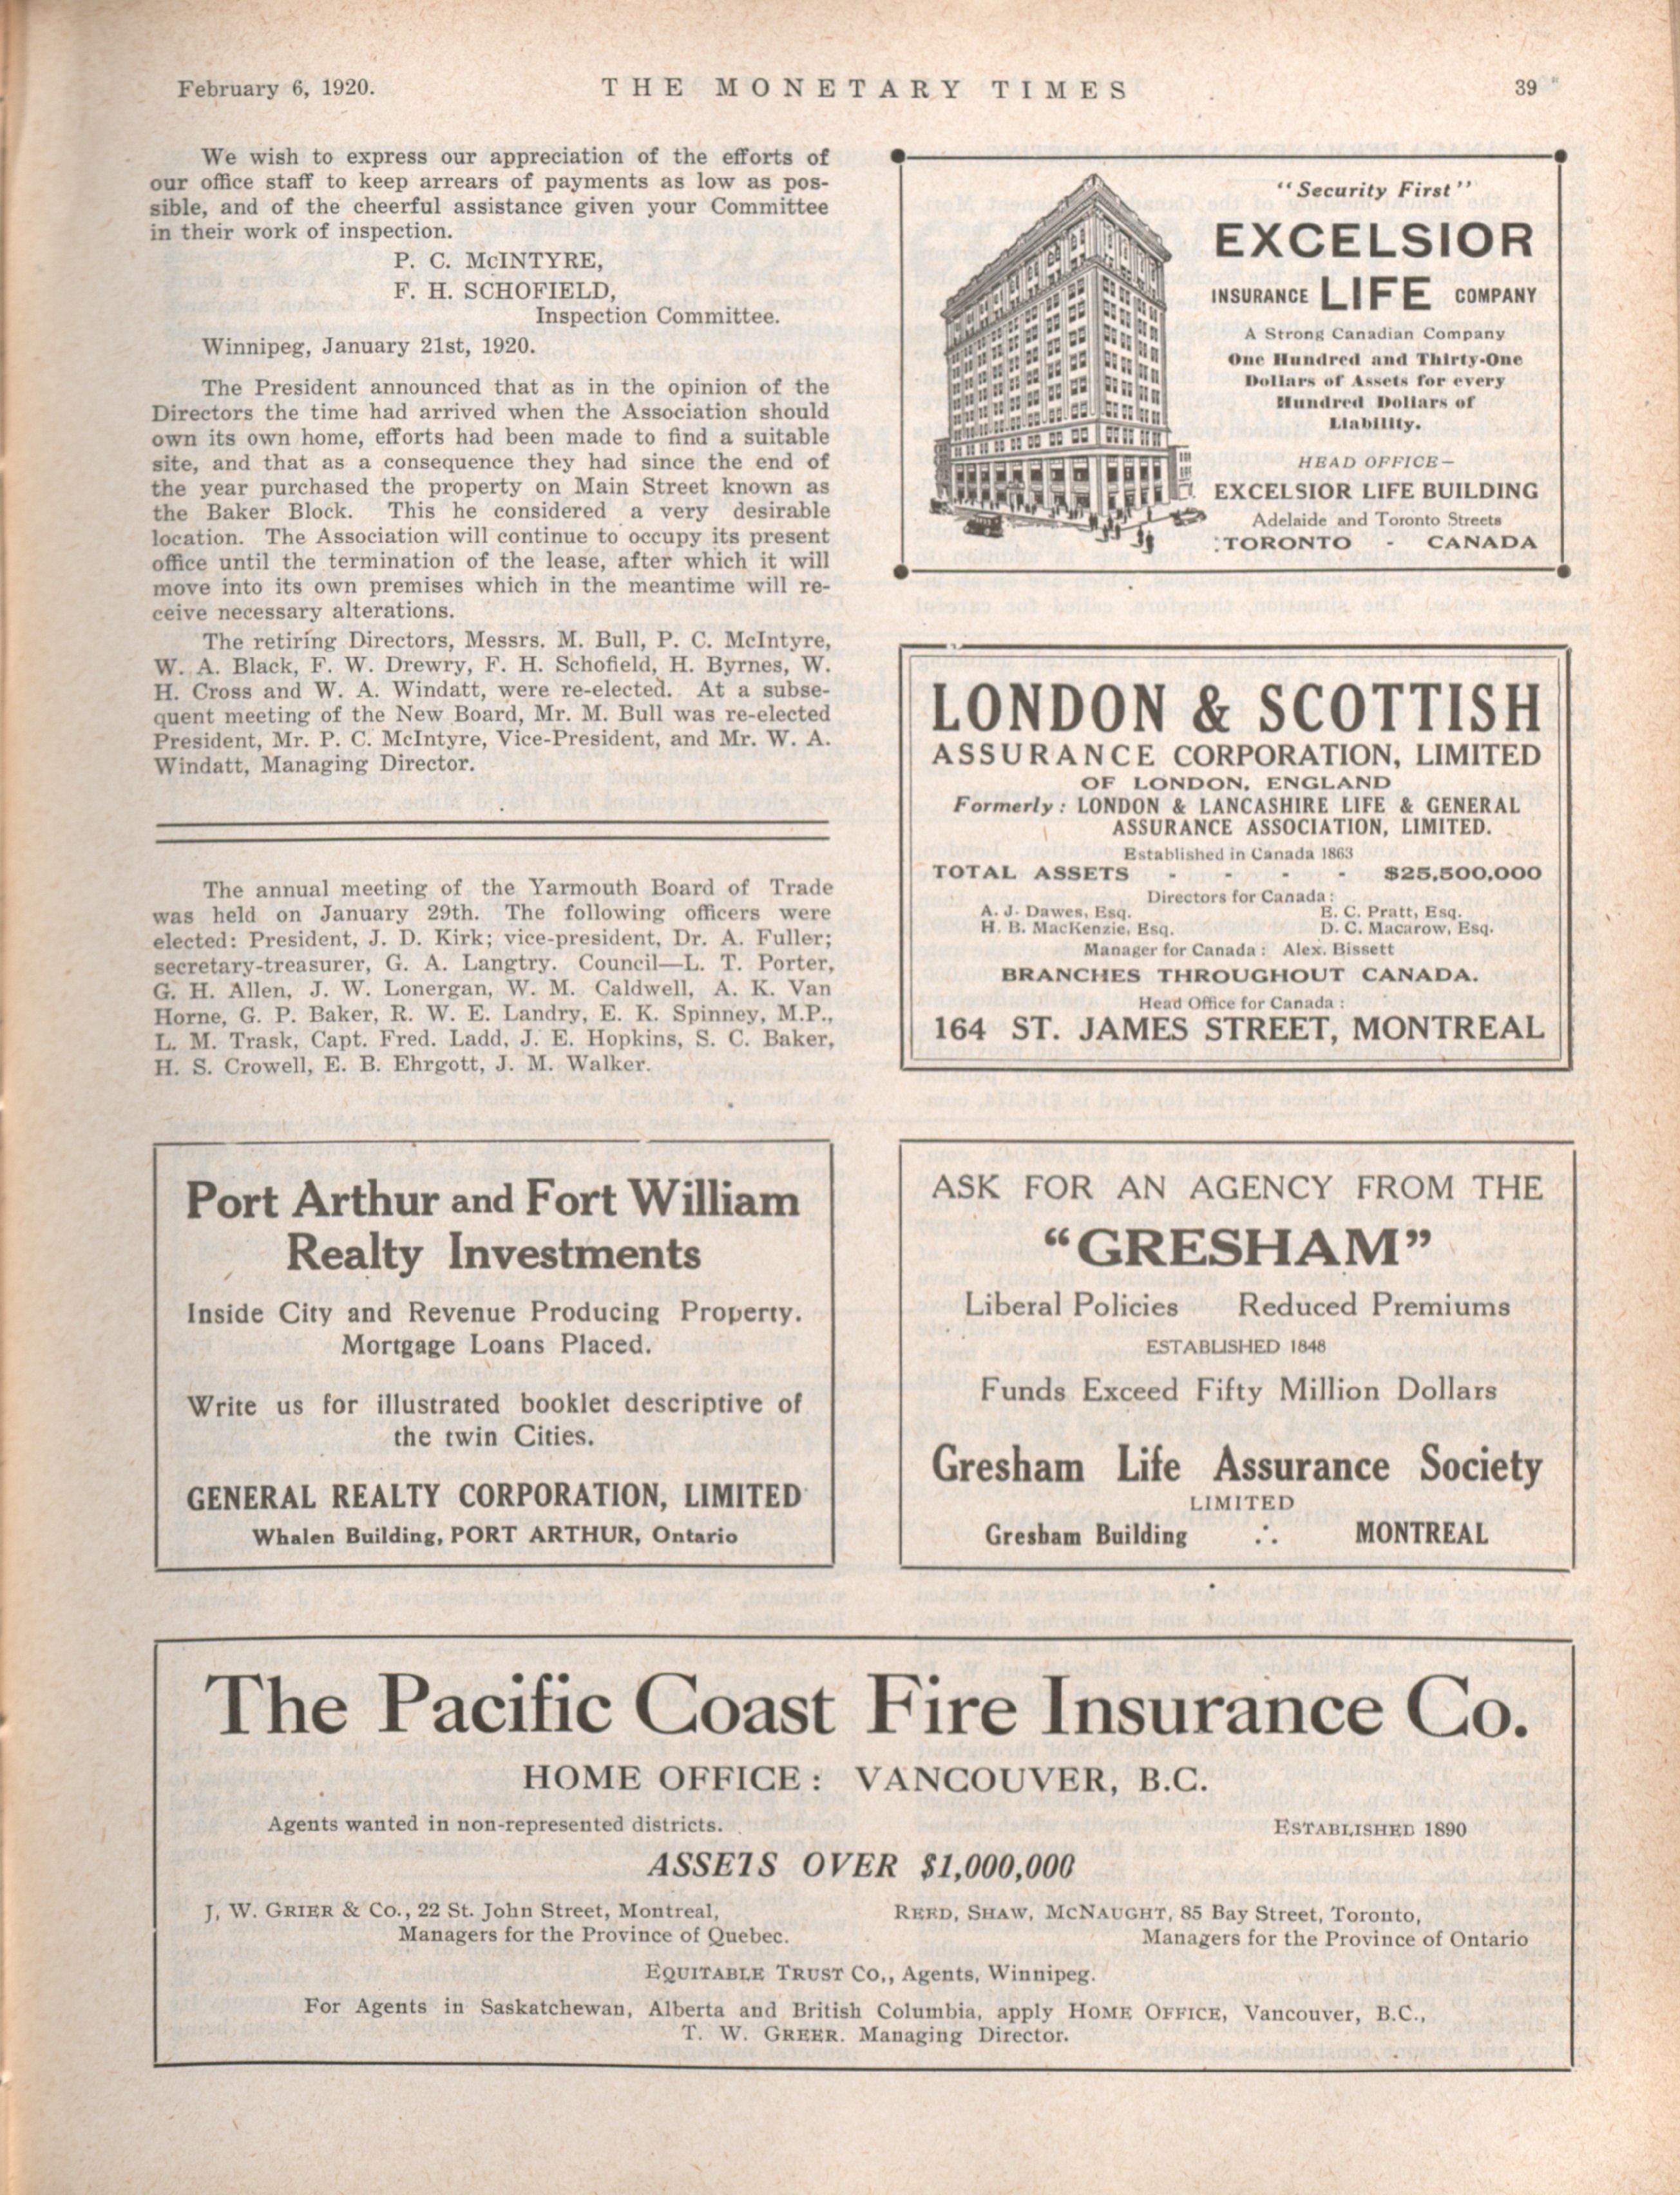 February 6, 1920.
THE MONETARY TIMES
39
We wish to express our appreciation of the efforts of
our office staff to keep arrears of payments as low as pos-
sible, and of the cheerful assistance given your Committee
in their work of inspection.
P. C. McINTYRE,
F. H. SCHOFIELD,
Inspection Committee.
Winnipeg, January 21st, 1920.
The President announced that as in the opinion of the
Directors the time had arrived when the Association should
own its own home, efforts had been made to find a suitable
site, and that as a consequence they had since the end of
the year purchased the property on Main Street known as
the Baker Block. This he considered a very desirable
location. The Association will continue to occupy its present
office until the termination of the lease, after which it will
move into its own premises which in the meantime will re-
ceive necessary alterations.
The retiring Directors, Messrs. M. Bull, P. C. McIntyre,
W. A. Black, F. W. Drewry, F. H. Schofield, H. Byrnes, W.
H. Cross and W. A. Windatt, were re-elected. At a subse-
quent meeting of the New Board, Mr. M. Bull was re-elected
President, Mr. P. C. McIntyre, Vice-President, and Mr. W. A.
Windatt, Managing Director.
The annual meeting of the Yarmouth Board of Trade
was held on January 29th. The following officers were
elected: President, J. D. Kirk; vice-president, Dr. A. Fuller;
secretary-treasurer, G. A. Langtry. Council—L. T. Porter,
G. H. Allen, J. W. Lonergan, W. M. Caldwell, A. K. Van
Horne, G. P. Baker, R. W. E. Landry, E. K. Spinney, M.P.,
L. M. Trask, Capt. Fred. Ladd, J. E. Hopkins, S. C. Baker,
H. S. Crowell, E. B. Ehrgott, J. M. Walker.
"Security First"
EXCELSIOR
INSURANCE LIFE COMPANY
A Strong Canadian Company
One Hundred and Thirty-One
Dollars of Assets for every
Hundred Dollars of
Liability.
HEAD OFFICE—
EXCELSIOR LIFE BUILDING
Adelaide and Toronto Streets
TORONTO - CANADA
LONDON & SCOTTISH
ASSURANCE CORPORATION, LIMITED
OF LONDON, ENGLAND
Formerly: LONDON & LANCASHIRE LIFE & GENERAL
ASSURANCE ASSOCIATION, LIMITED.
Established in Canada 1863
TOTAL ASSETS - - - - $25,500,000
Directors for Canada:
A. J. Dawes, Esq. E. C. Pratt, Esq.
H. B. MacKenzie, Esq. D. C. Macarow, Esq.
Manager for Canada: Alex. Bissett
BRANCHES THROUGHOUT CANADA.
Head Office for Canada:
164 ST. JAMES STREET, MONTREAL
Port Arthur and Fort William
Realty Investments
Inside City and Revenue Producing Property.
Mortgage Loans Placed.
Write us for illustrated booklet descriptive of
the twin Cities.
GENERAL REALTY CORPORATION, LIMITED
Whalen Building, PORT ARTHUR, Ontario
ASK FOR AN AGENCY FROM THE
"GRESHAM"
Liberal Policies Reduced Premiums
ESTABLISHED 1848
Funds Exceed Fifty Million Dollars
Gresham Life Assurance Society
LIMITED
Gresham Building ∴ MONTREAL
The Pacific Coast Fire Insurance Co.
HOME OFFICE: VANCOUVER, B.C.
Agents wanted in non-represented districts. ESTABLISHED 1890
ASSETS OVER $1,000,000
J. W. GRIER & Co., 22 St. John Street, Montreal,
Managers for the Province of Quebec.
REED, SHAW, MCNAUGHT, 85 Bay Street, Toronto,
Managers for the Province of Ontario
EQUITABLE TRUST Co., Agents, Winnipeg.
For Agents in Saskatchewan, Alberta and British Columbia, apply HOME OFFICE, Vancouver, B.C.,
T. W. GREER. Managing Director.